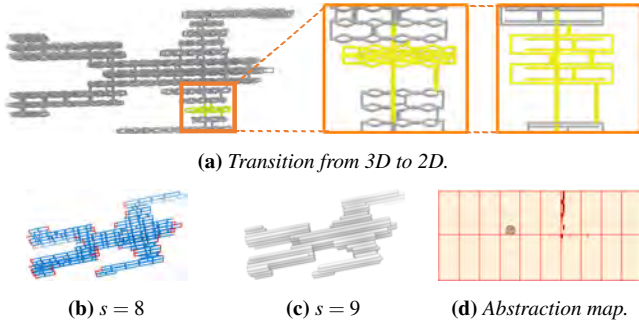 (a) Transition from 3D to 2D.
(b) s = 8
(c) s = 9
(d) Abstraction map.